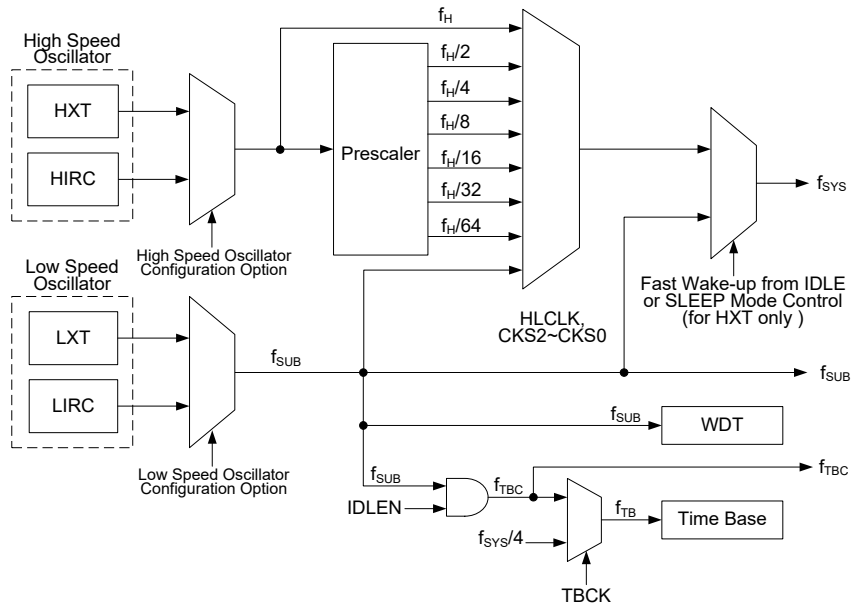 High Speed
Oscillator
HXT
HIRC
High Speed Oscillator
Configuration Option
fH
Prescaler
fH/2
fH/4
fH/8
fH/16
fH/32
fH/64
HLCLK,
CKS2~CKS0
fSYS
Fast Wake-up from IDLE
or SLEEP Mode Control
(for HXT only )
Low Speed
Oscillator
LXT
LIRC
Low Speed Oscillator
Configuration Option
fSUB
fSUB
fSUB
WDT
fSUB
IDLEN
fTBC
fTBC
fSYS/4
TBCK
fTB
Time Base